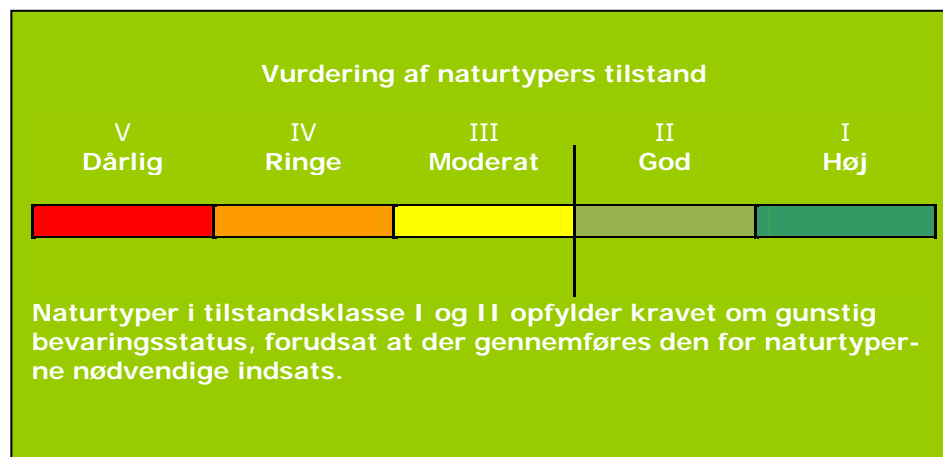 Vurdering af naturtypers tilstand
V IV III II I
Dårlig Ringe Moderat God Høj
Naturtyper i tilstandsklasse I og II opfylder kravet om gunstig
bevaringsstatus, forudsat at der gennemføres den for naturtyper-
ne nødvendige indsats.